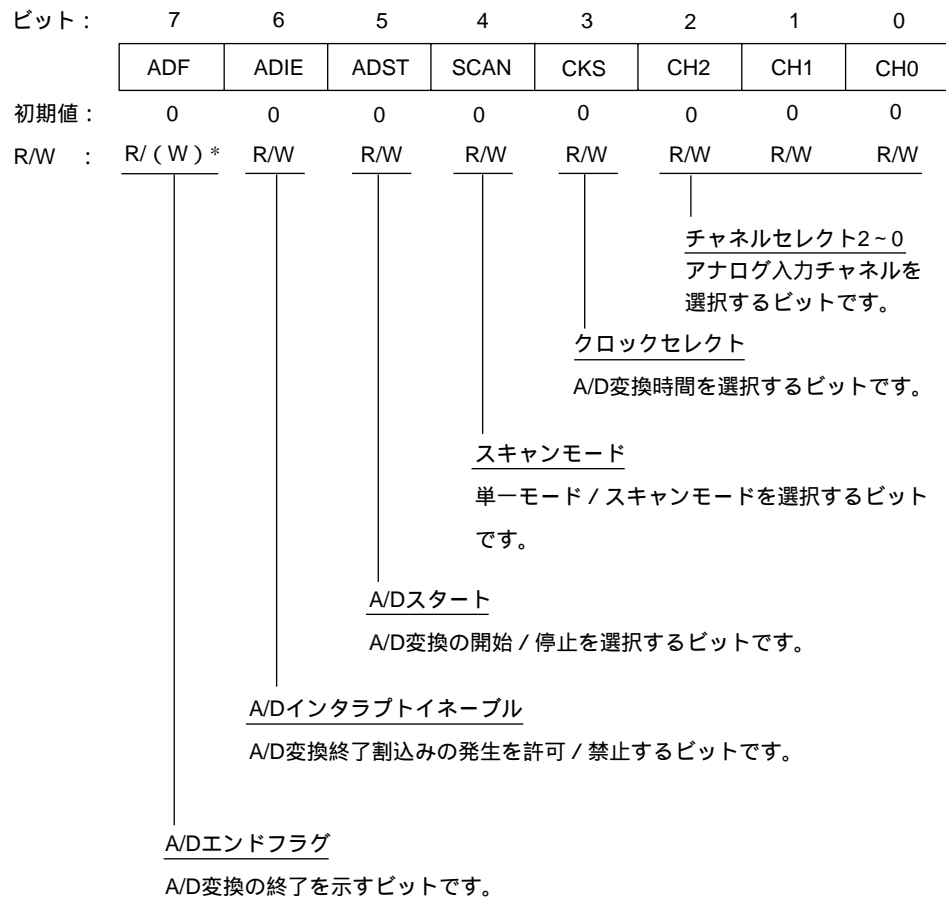 ビット： 7 6 5 4 3 2 1 0
ADF ADIE ADST SCAN CKS CH2 CH1 CH0
初期値： 0 0 0 0 0 0 0 0
R/W ： R/（W）* R/W R/W R/W R/W R/W R/W R/W
チャネルセレクト2~0
アナログ入力チャネルを
選択するビットです。
クロックセレクト
A/D変換時間を選択するビットです。
スキャンモード
単一モード／スキャンモードを選択するビット
です。
A/Dスタート
A/D変換の開始／停止を選択するビットです。
A/Dインタラプトイネーブル
A/D変換終了割込みの発生を許可／禁止するビットです。
A/Dエンドフラグ
A/D変換の終了を示すビットです。